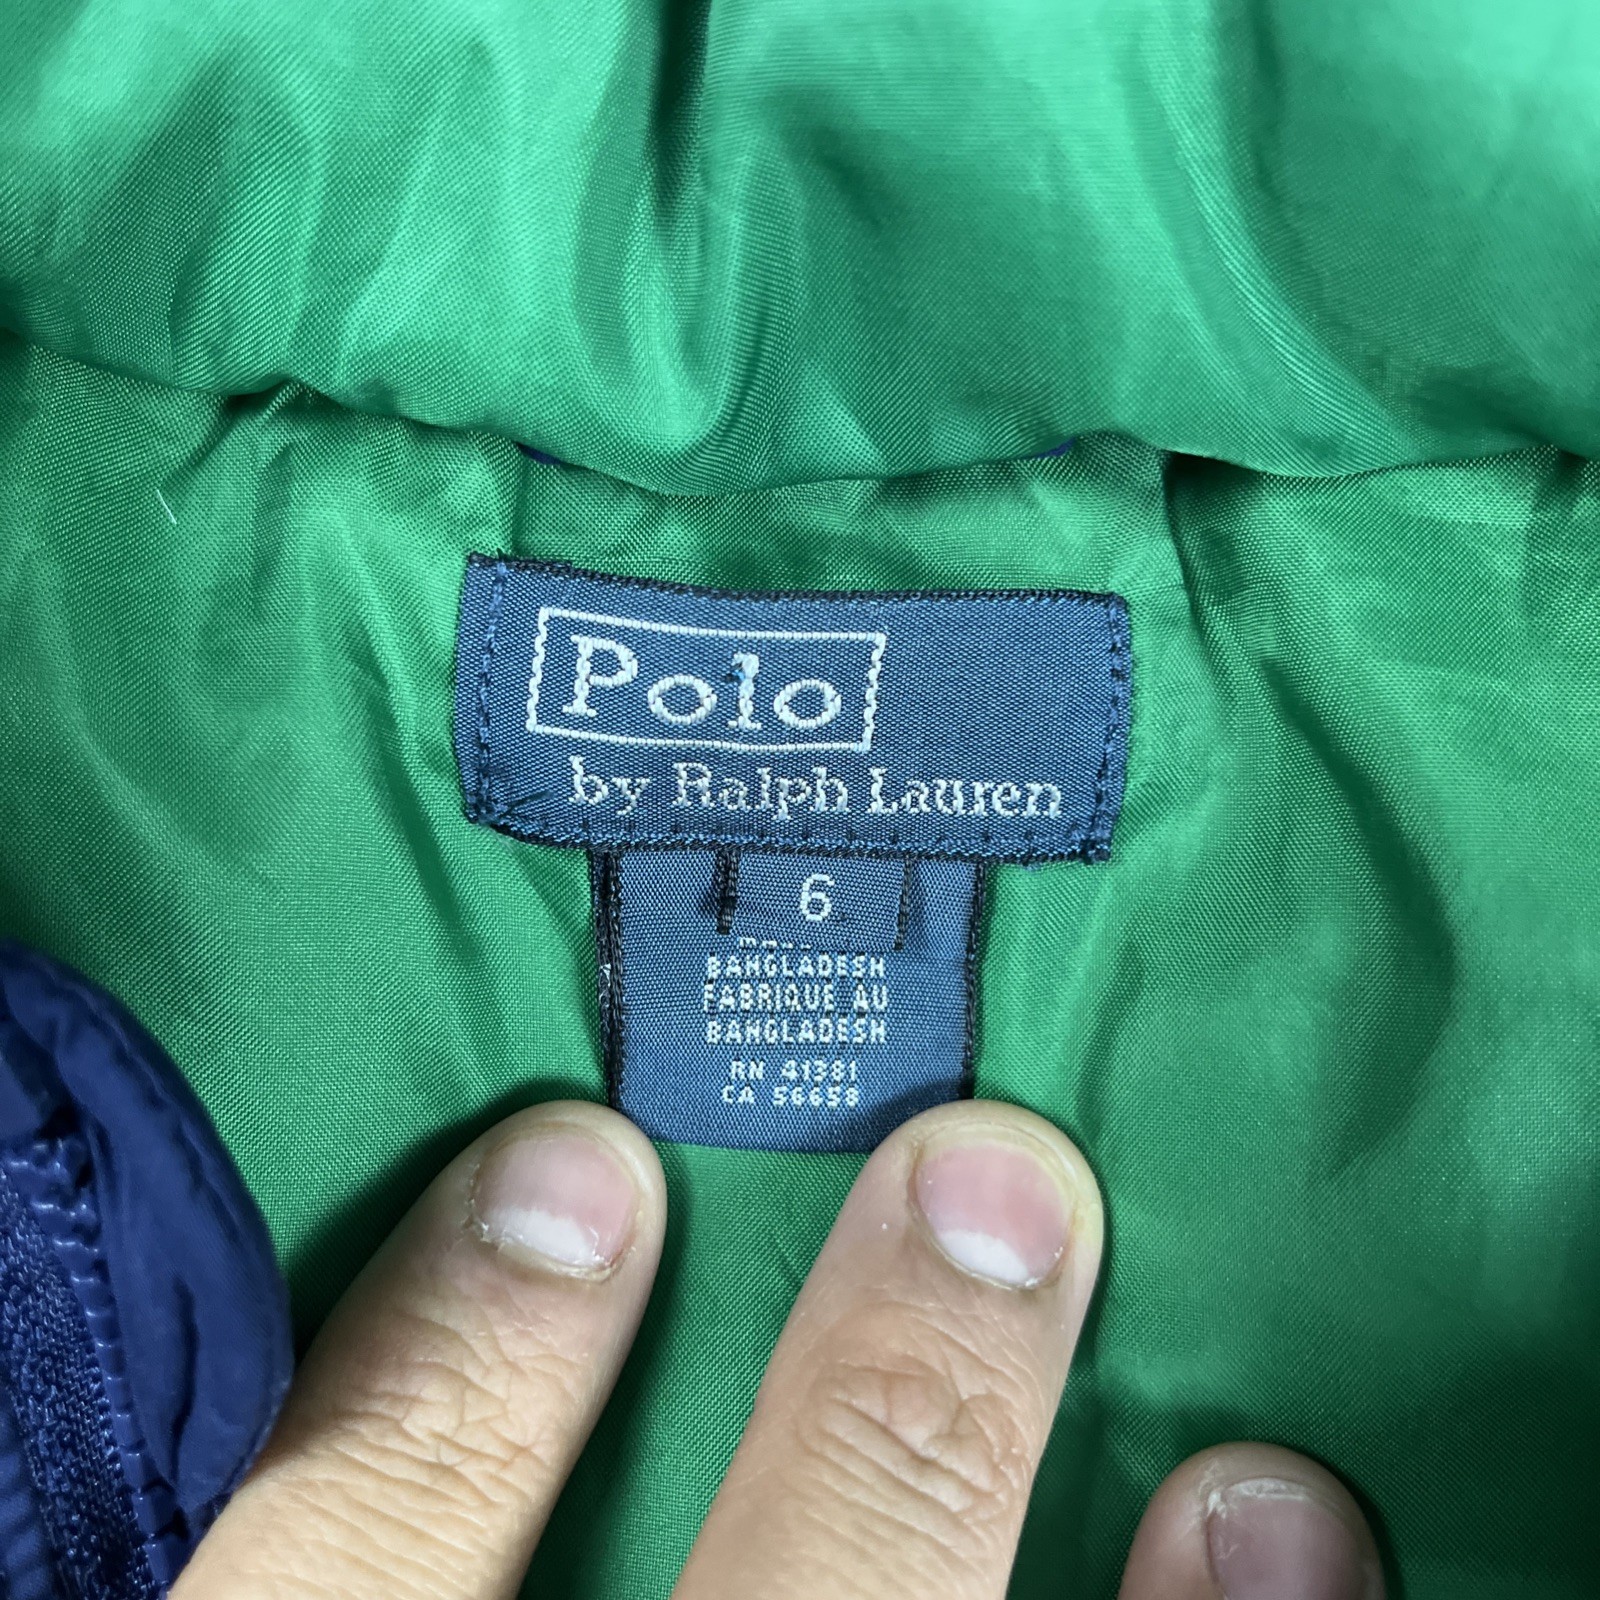 Polo
by Ralph Lauren
6
BANGLADESH
FABRIQUE AU
BANGLADESH
RN 41381
CA 56658